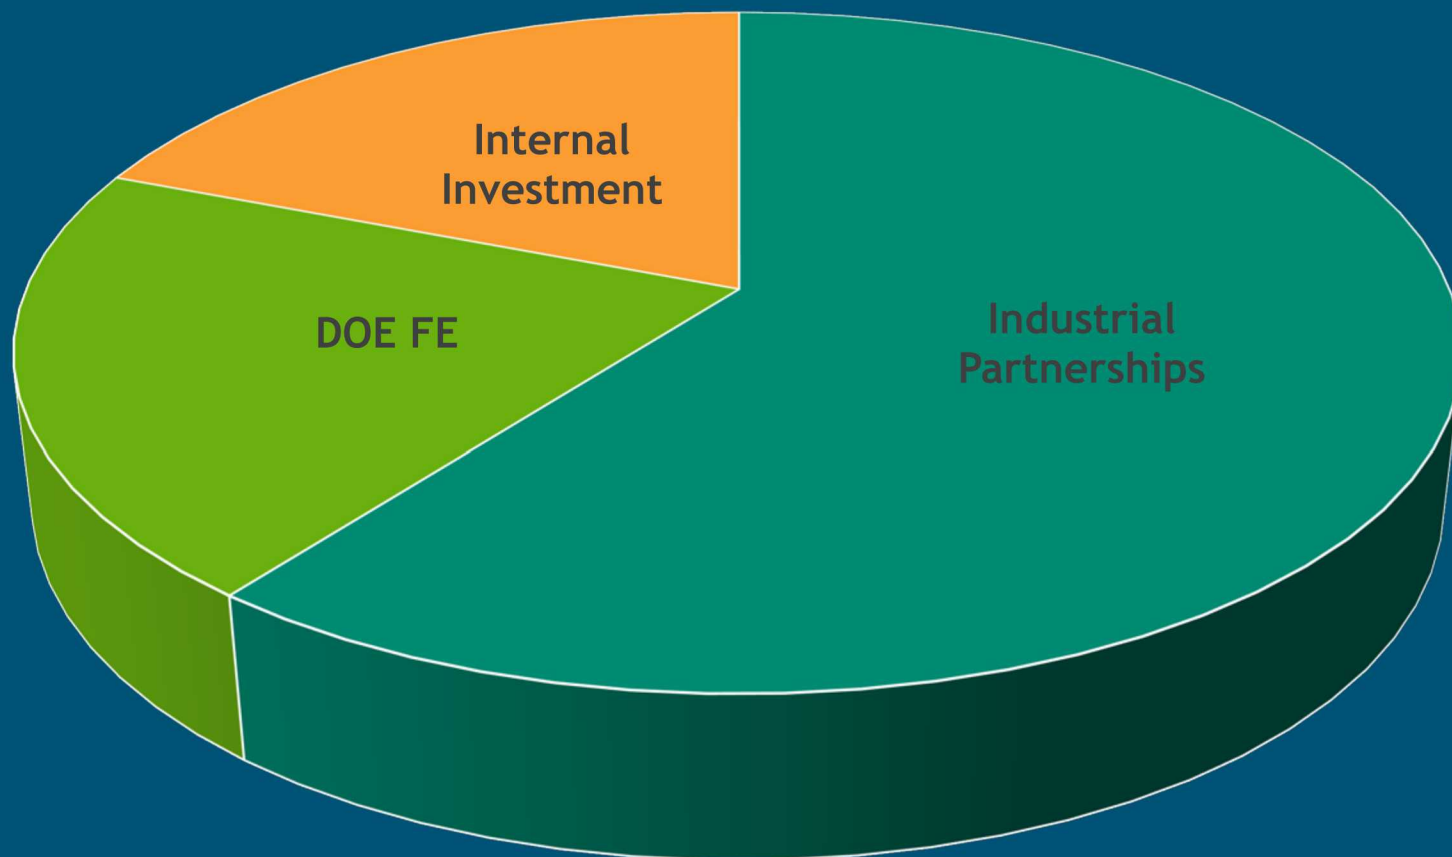 Internal
Investment
DOE FE
Industrial
Partnerships